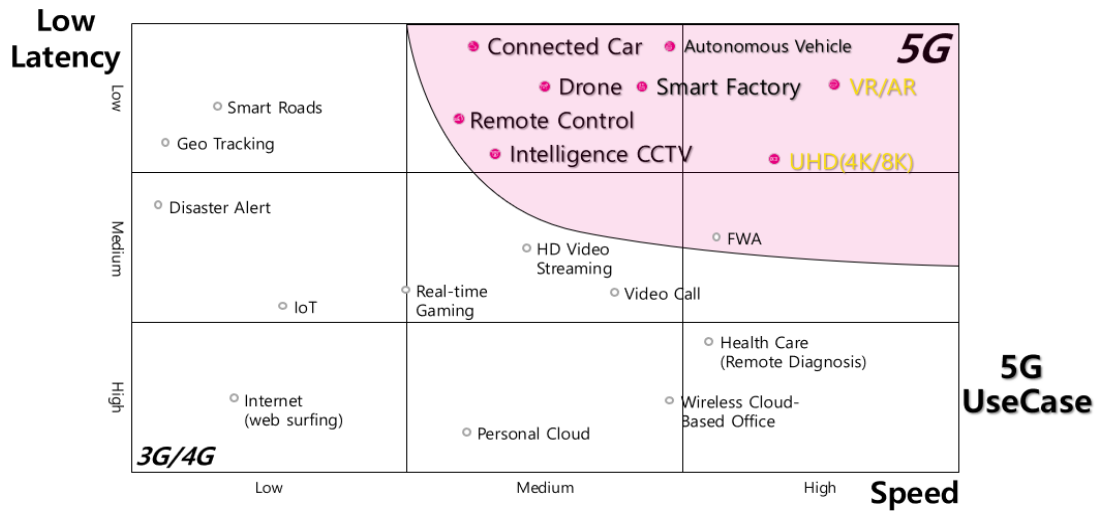 Low
Latency
5G
Connected Car
Autonomous Vehicle
Drone
Smart Factory
VR/AR
Low
Smart Roads
Remote Control
Geo Tracking
Intelligence CCTV
UHD(4K/8K)
Disaster Alert
Medium
FWA
HD Video
Streaming
Real-time
Gaming
Video Call
IoT
Health Care
(Remote Diagnosis)
5G
UseCase
High
Internet
(web surfing)
Wireless Cloud-
Based Office
Personal Cloud
3G/4G
Low
Medium
High
Speed